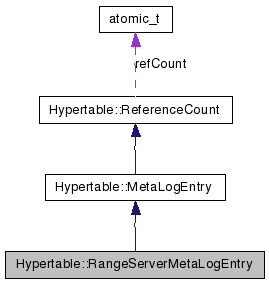 atomic_t
refCount
Hypertable::ReferenceCount
Hypertable::MetaLogEntry
Hypertable::RangeServerMetaLogEntry